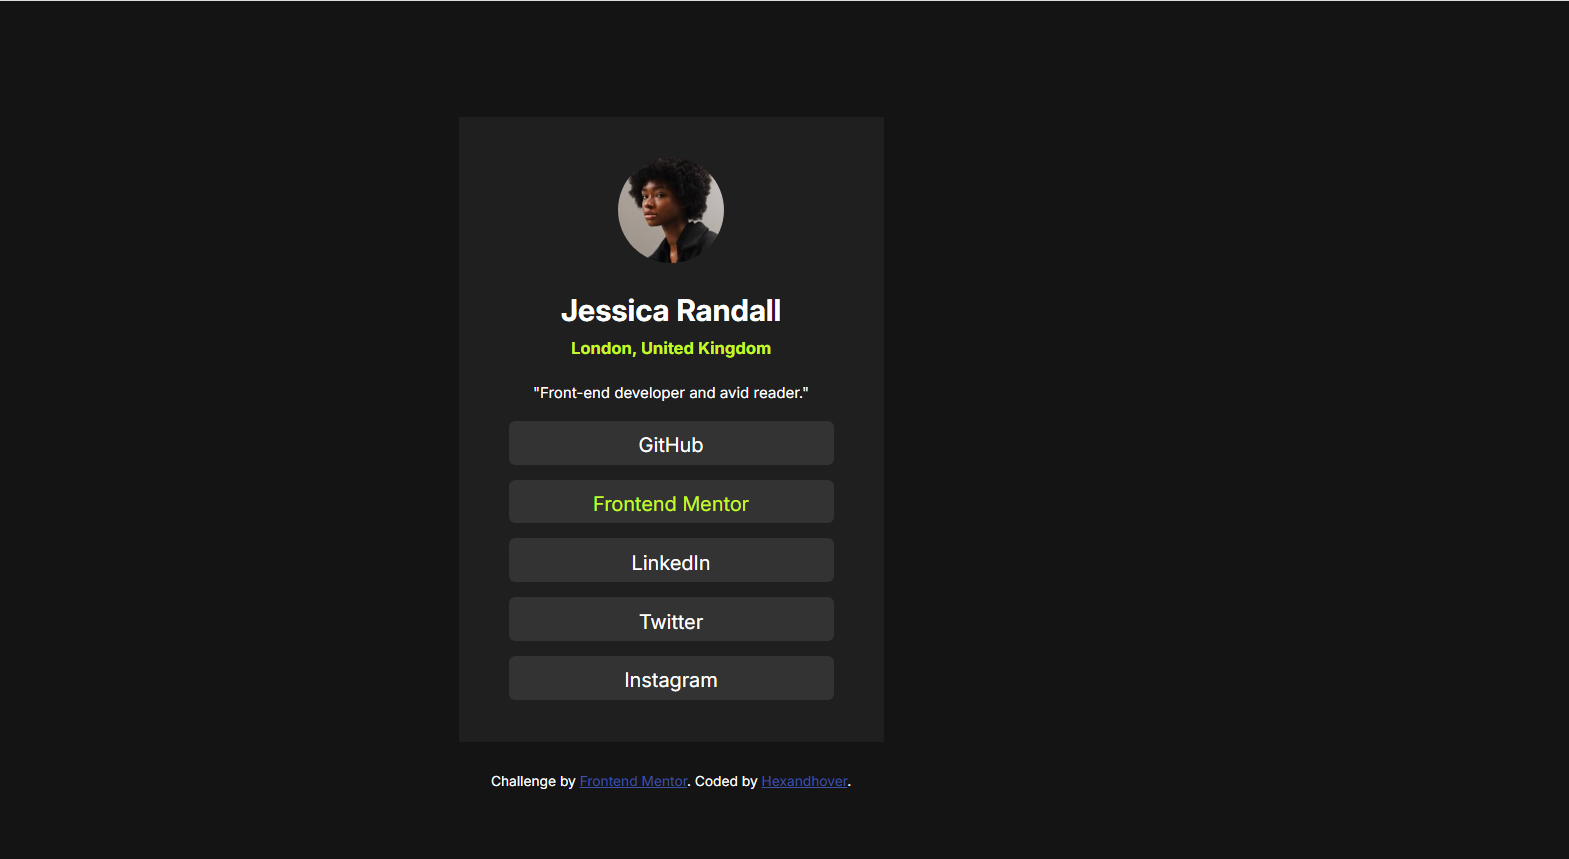 Jessica Randall
London, United Kingdom
"Front-end developer and avid reader."
GitHub
Frontend Mentor
LinkedIn
Twitter
Instagram
Challenge by Frontend Mentor. Coded by Hexandhover.